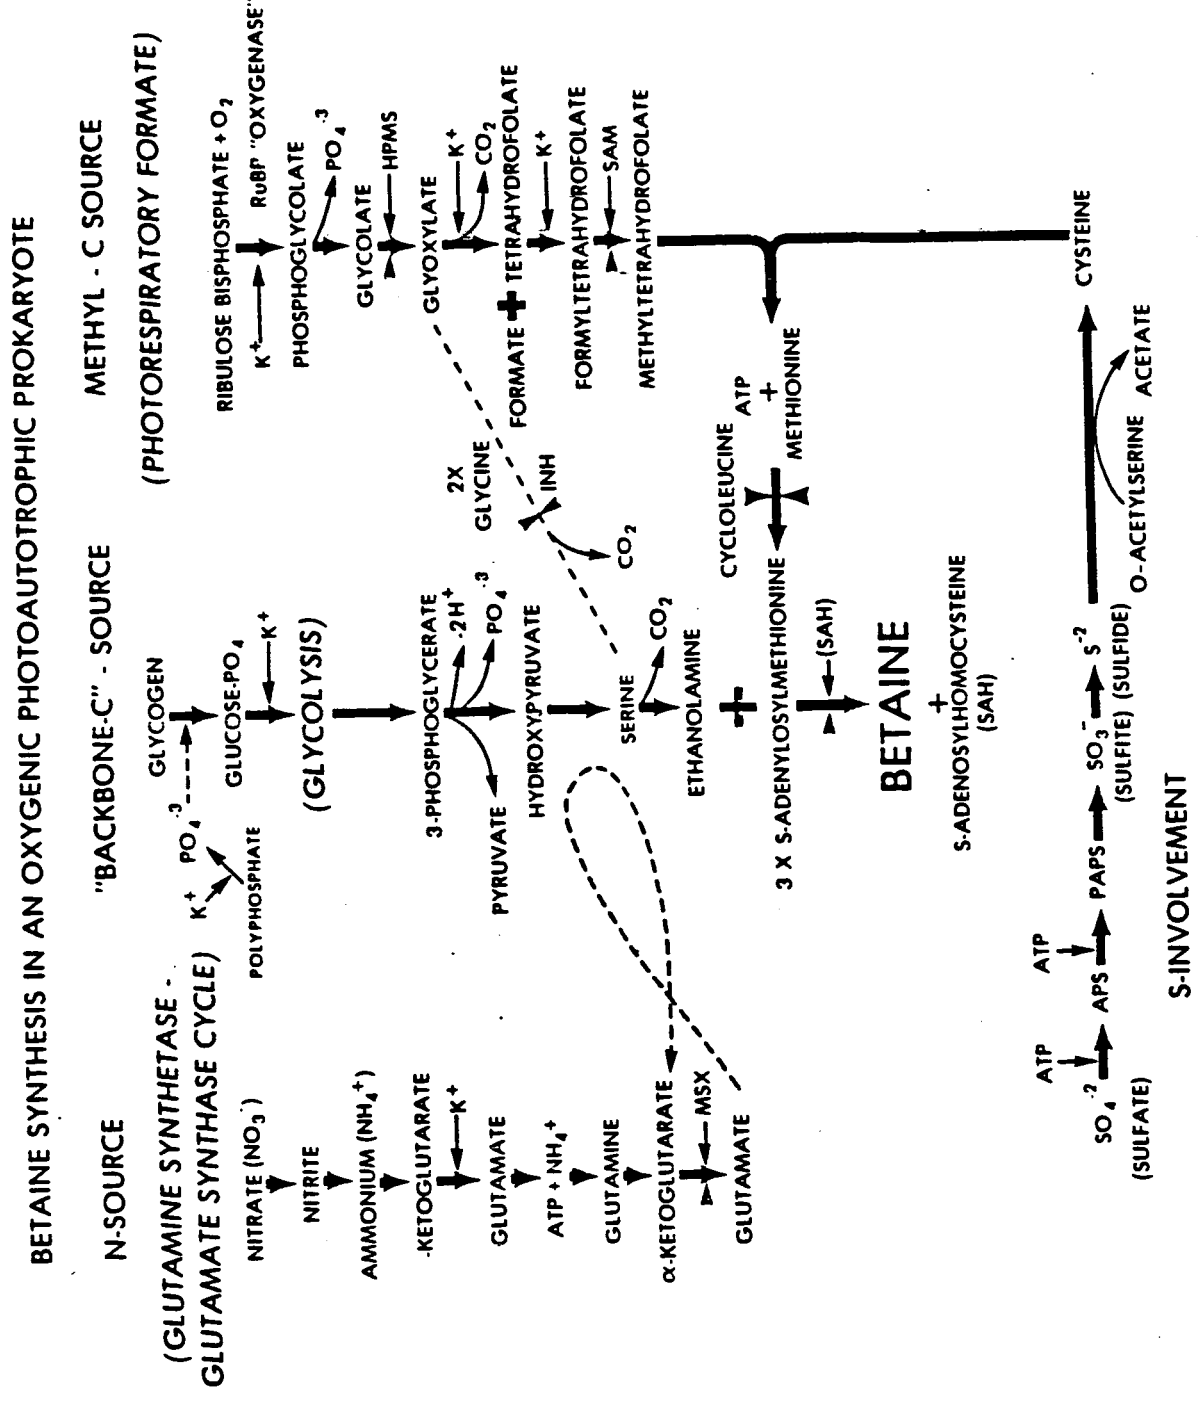 BETAINE SYNTHESIS IN AN OXYGENIC PHOTOAUTOTROPHIC PROKARYOTE
N-SOURCE
(GLUTAMINE SYNTHETASE -
GLUTAMATE SYNTHASE CYCLE)
NITRATE (NO3-)
NITRITE
AMMONIUM (NH4+)
-KETOGLUTARATE
K+
GLUTAMATE
ATP + NH4+
GLUTAMINE
α-KETOGLUTARATE
MSX
GLUTAMATE
"BACKBONE-C" - SOURCE
GLYCOGEN
K+ PO4-3
POLYPHOSPHATE
GLUCOSE-PO4
K+
(GLYCOLYSIS)
3-PHOSPHOGLYCERATE
-2H+
PO4-3
PYRUVATE
HYDROXYPYRUVATE
SERINE
CO2
ETHANOLAMINE
+
3 X S-ADENYLOSYLMETHIONINE
(SAH)
BETAINE
+
S-ADENOSYLHOMOCYSTEINE
(SAH)
METHYL - C SOURCE
(PHOTORESPIRATORY FORMATE)
RIBULOSE BISPHOSPHATE + O2
K+
RuBP "OXYGENASE"
PHOSPHOGLYCOLATE
PO4-3
GLYCOLATE
HPMS
GLYOXYLATE
K+
CO2
FORMATE + TETRAHYDROFOLATE
K+
FORMYLTETRAHYDROFOLATE
SAM
METHYLTETRAHYDROFOLATE
2X
GLYCINE
INH
CO2
CYCLOLEUCINE
ATP
+
METHIONINE
CYSTEINE
ATP
ATP
SO4-2
APS
PAPS
SO3-
S-2
(SULFATE)
(SULFITE) (SULFIDE)
O-ACETYLSERINE
ACETATE
S-INVOLVEMENT